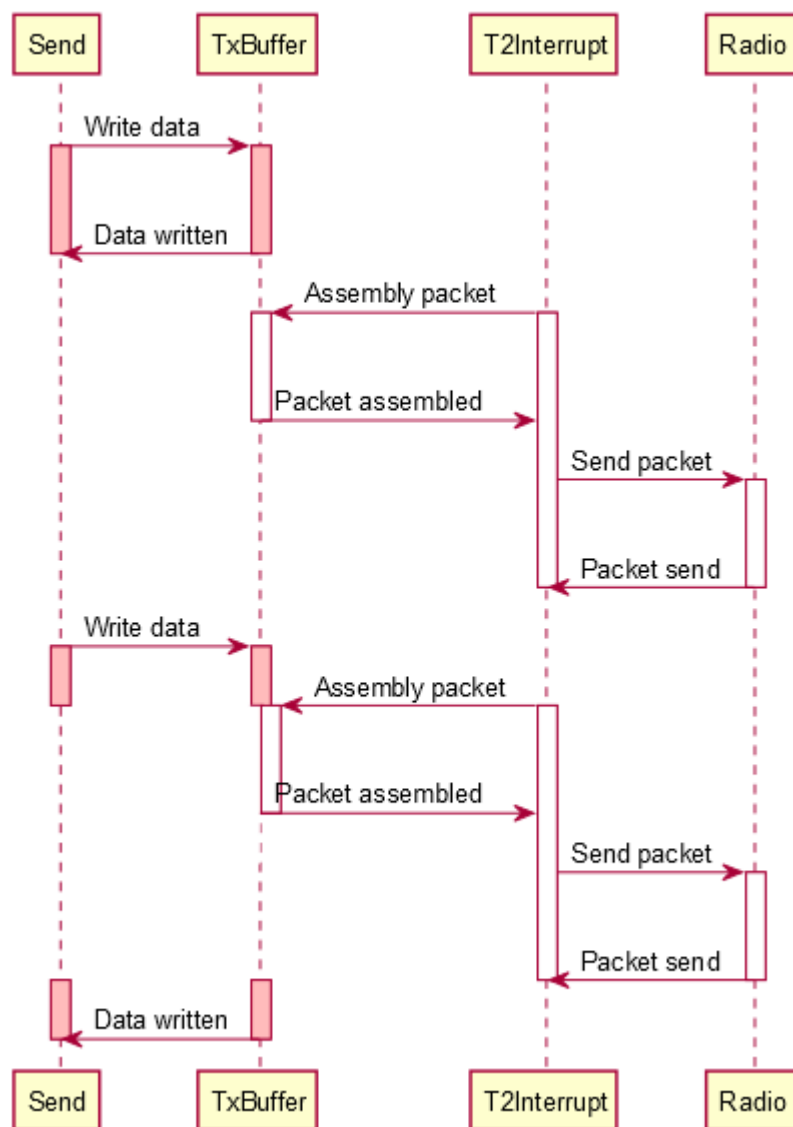 Send TxBuffer T2Interrupt Radio
Write data
Data written
Assembly packet
Packet assembled
Send packet
Packet send
Write data
Assembly packet
Packet assembled
Send packet
Packet send
Data written
Send TxBuffer T2Interrupt Radio